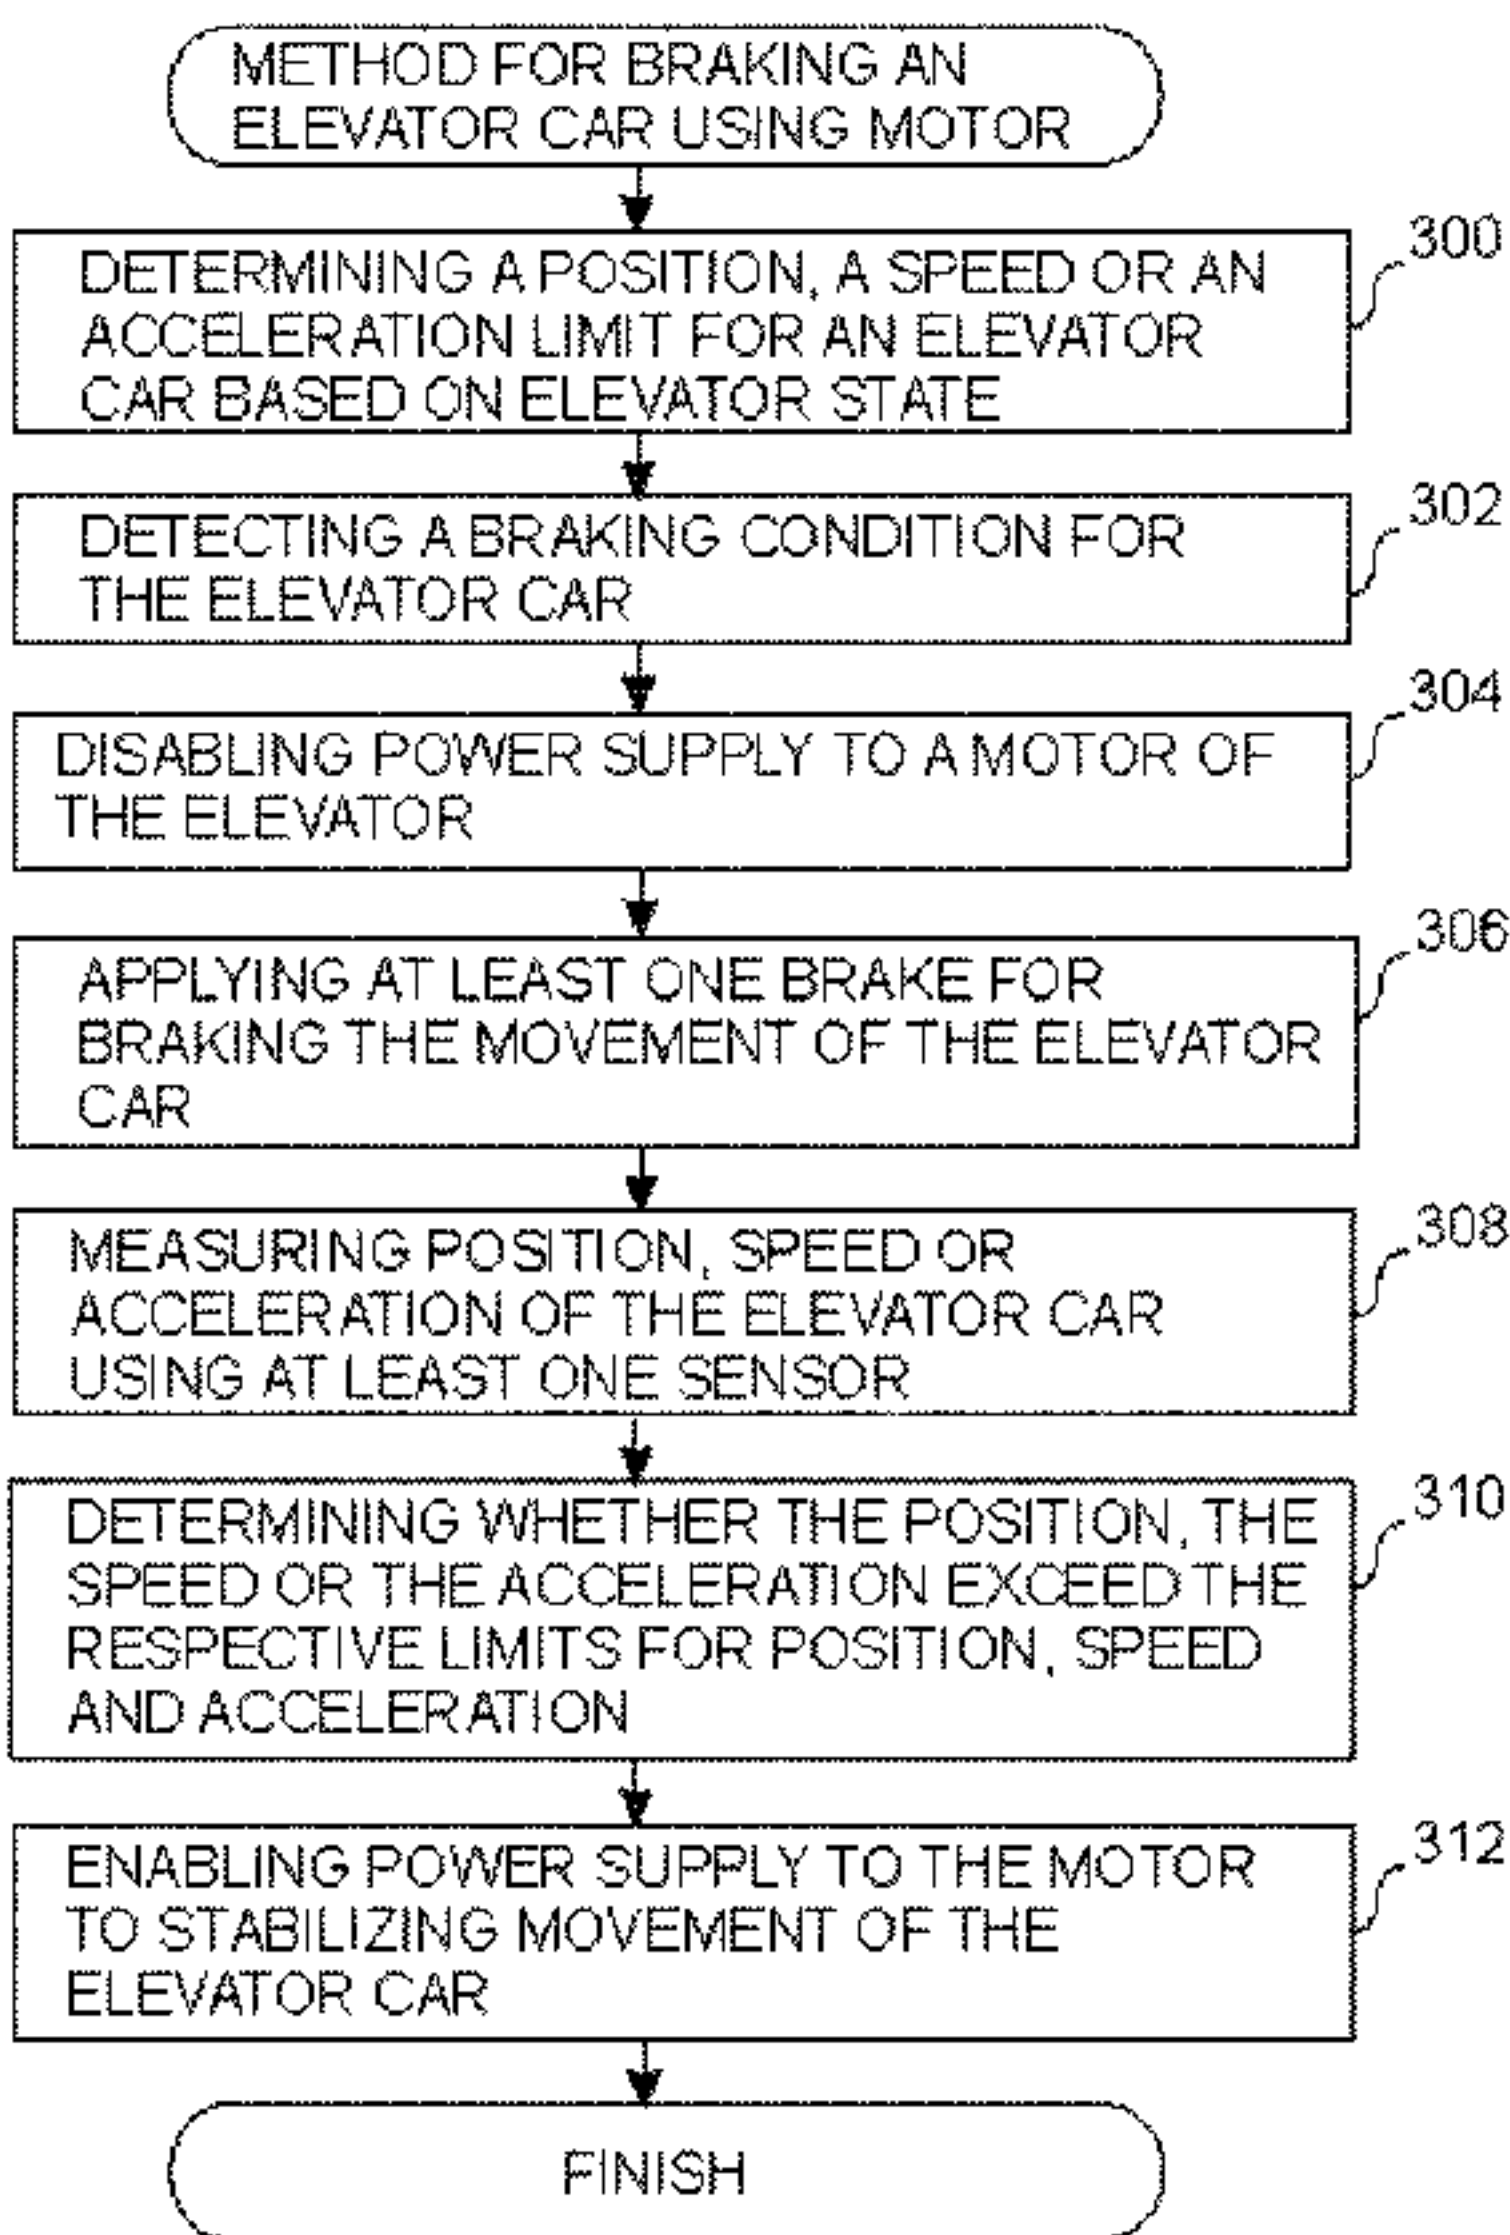 METHOD FOR BRAKING AN
ELEVATOR CAR USING MOTOR
300
DETERMINING A POSITION, A SPEED OR AN
ACCELERATION LIMIT FOR AN ELEVATOR
CAR BASED ON ELEVATOR STATE
302
DETECTING A BRAKING CONDITION FOR
THE ELEVATOR CAR
304
DISABLING POWER SUPPLY TO A MOTOR OF
THE ELEVATOR
306
APPLYING AT LEAST ONE BRAKE FOR
BRAKING THE MOVEMENT OF THE ELEVATOR
CAR
308
MEASURING POSITION, SPEED OR
ACCELERATION OF THE ELEVATOR CAR
USING AT LEAST ONE SENSOR
310
DETERMINING WHETHER THE POSITION, THE
SPEED OR THE ACCELERATION EXCEED THE
RESPECTIVE LIMITS FOR POSITION, SPEED
AND ACCELERATION
312
ENABLING POWER SUPPLY TO THE MOTOR
TO STABILIZING MOVEMENT OF THE
ELEVATOR CAR
FINISH